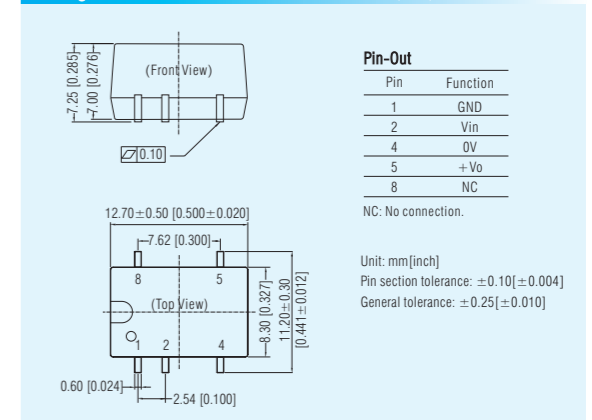 7.25 [0.285]
7.00 [0.276]
(Front View)
0.10
Pin-Out
Pin Function
1 GND
2 Vin
4 0V
5 +Vo
8 NC
NC: No connection.
12.70±0.50 [0.500±0.020]
7.62 [0.300]
8 5
(Top View)
1 2 4
8.30 [0.327]
11.20±0.30
[0.441±0.012]
0.60 [0.024]
2.54 [0.100]
Unit: mm[inch]
Pin section tolerance: ±0.10[±0.004]
General tolerance: ±0.25[±0.010]